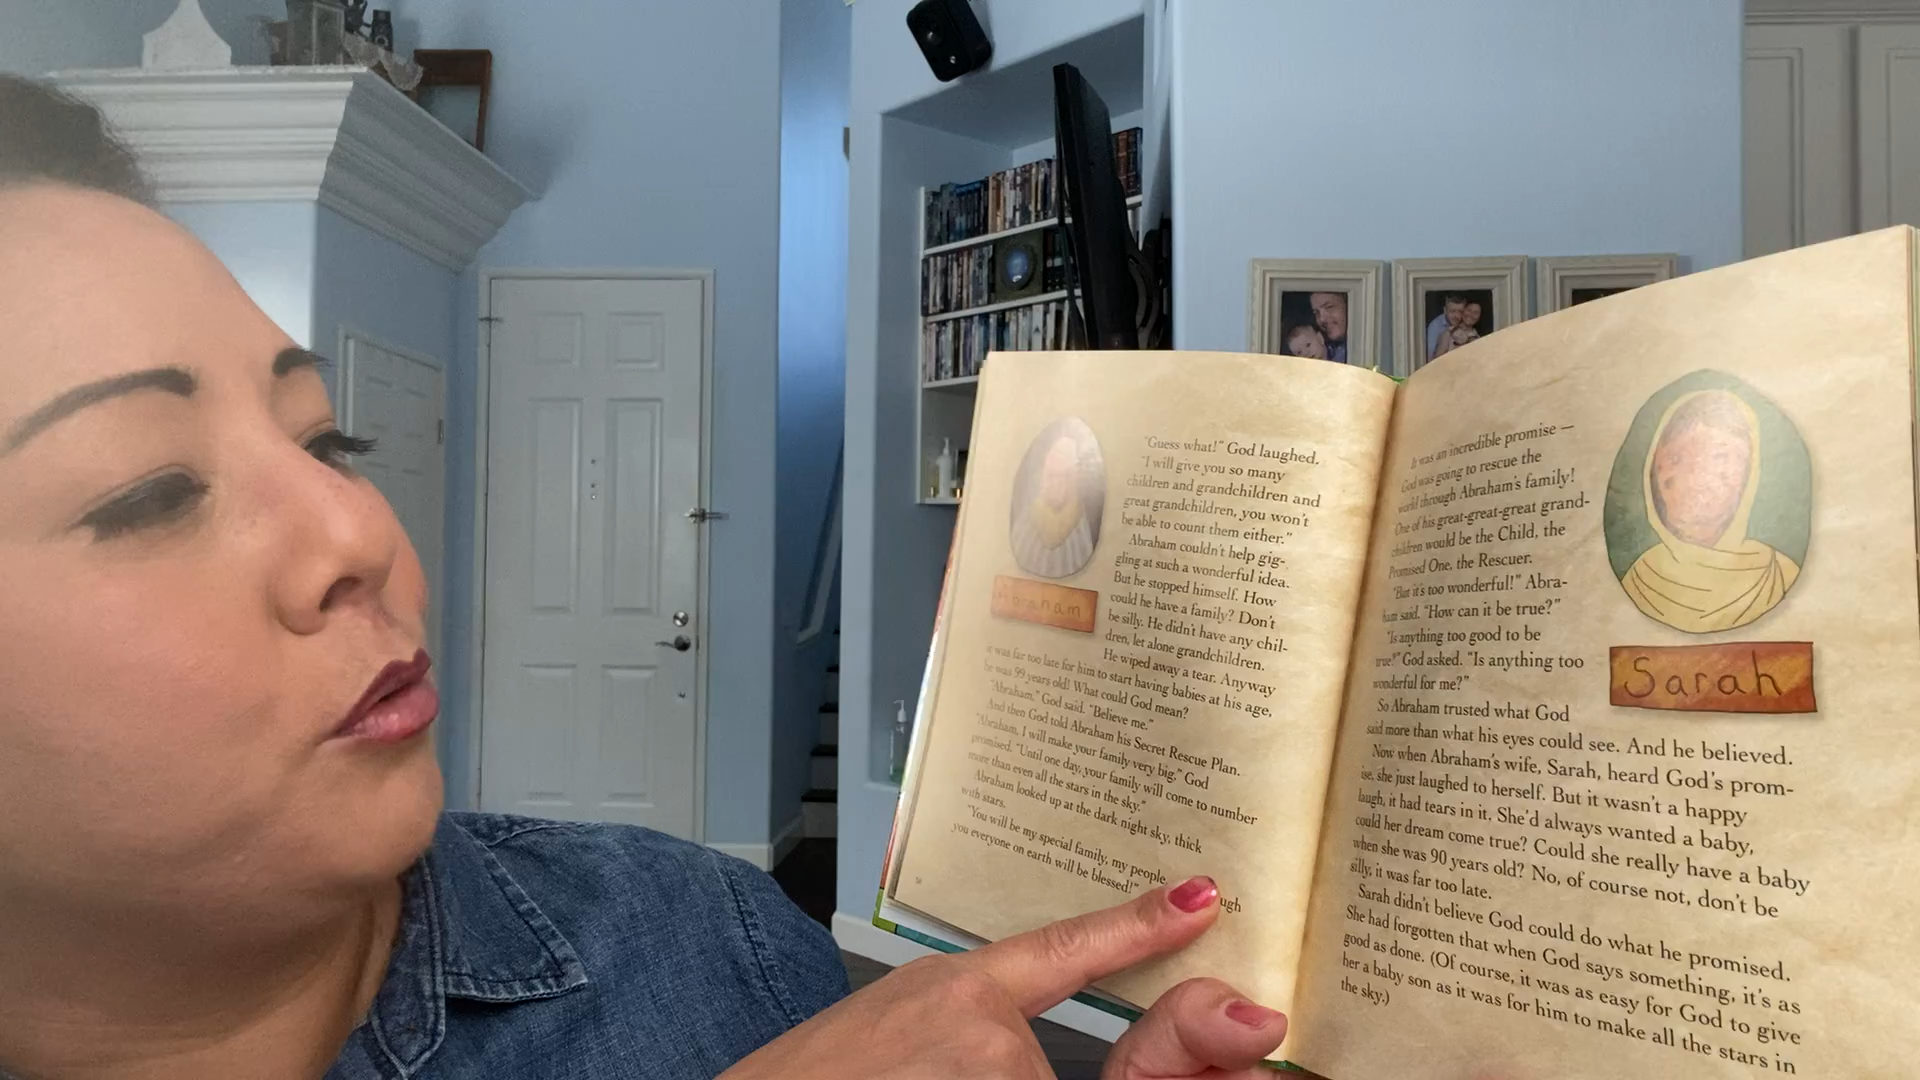 "Guess what!" God laughed.
"I will give you so many
children and grandchildren and
great grandchildren, you won't
be able to count them either."
Abraham couldn't help gig-
gling at such a wonderful idea.
But he stopped himself. How
could he have a family? Don't
be silly. He didn't have any chil-
dren, let alone grandchildren.
He wiped away a tear. Anyway
it was far too late for him to start having babies at his age,
he was 99 years old! What could God mean?
"Abraham," God said. "Believe me."
And then God told Abraham his Secret Rescue Plan.
"Abraham, I will make your family very big," God
promised. "Until one day, your family will come to number
more than even all the stars in the sky."
Abraham looked up at the dark night sky, thick
with stars.
"You will be my special family, my people,
you everyone on earth will be blessed!"
Abraham
It was an incredible promise —
God was going to rescue the
world through Abraham's family!
One of his great-great-great grand-
children would be the Child, the
Promised One, the Rescuer.
"But it's too wonderful!" Abra-
ham said. "How can it be true?"
"Is anything too good to be
true?" God asked. "Is anything too
wonderful for me?"
So Abraham trusted what God
said more than what his eyes could see. And he believed.
Now when Abraham's wife, Sarah, heard God's prom-
ise, she just laughed to herself. But it wasn't a happy
laugh, it had tears in it. She'd always wanted a baby,
could her dream come true? Could she really have a baby
when she was 90 years old? No, of course not, don't be
silly, it was far too late.
Sarah didn't believe God could do what he promised.
She had forgotten that when God says something, it's as
good as done. (Of course, it was as easy for God to give
her a baby son as it was for him to make all the stars in
the sky.)
Sarah